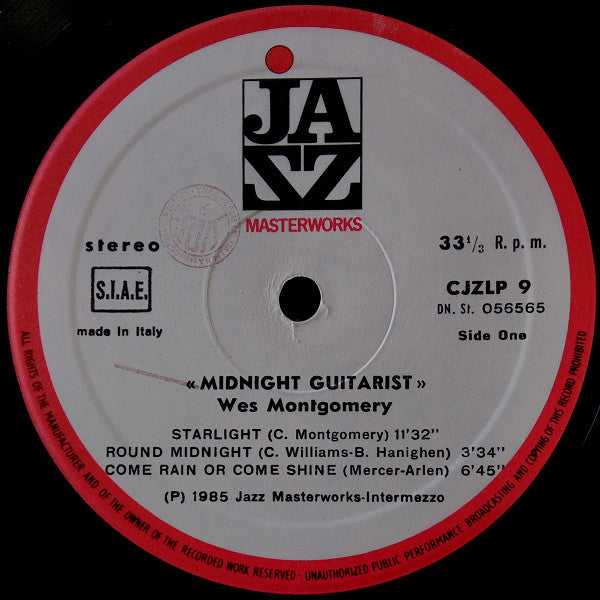 JA
ZZ
MASTERWORKS
stereo
33 1/3 R. p. m.
S.I.A.E.
CJZLP 9
DN. St. 056565
made in Italy
Side One
« MIDNIGHT GUITARIST »
Wes Montgomery
STARLIGHT (C. Montgomery) 11'32"
ROUND MIDNIGHT (C. Williams-B. Hanighen) 3'34"
COME RAIN OR COME SHINE (Mercer-Arlen) 6'45"
(P) 1985 Jazz Masterworks-Intermezzo
ALL RIGHTS OF THE MANUFACTURER AND OF THE OWNER OF THE RECORDED WORK RESERVED · UNAUTHORIZED PUBLIC PERFORMANCE BROADCASTING AND COPYING OF THIS RECORD PROHIBITED